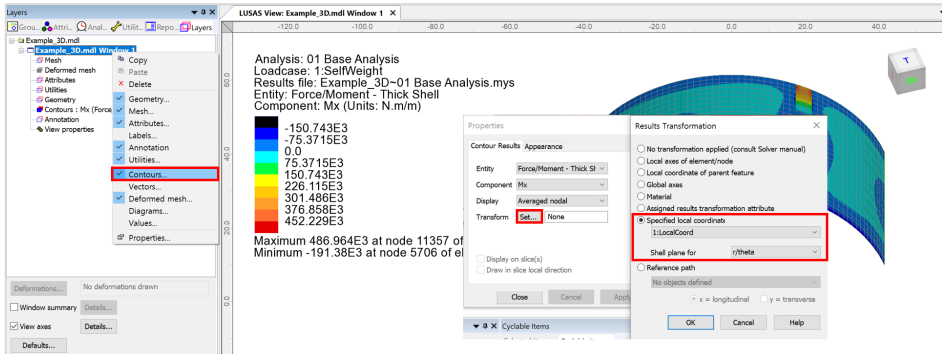 Layers
Grou... Attri... Anal... Utilit... Repo... Layers
Example_3D.mdl
Example_3D.mdl Window 1
Mesh
Deformed mesh
Attributes
Utilities
Geometry
Contours : Mx (Force
Annotation
View properties
Copy
Paste
Delete
Geometry...
Mesh...
Attributes...
Labels...
Annotation
Utilities...
Contours...
Vectors...
Deformed mesh...
Diagrams...
Values...
Properties...
Deformations...
No deformations drawn
Window summary
Details...
View axes
Details...
Defaults...
LUSAS View: Example_3D.mdl Window 1 X
-120.0 -100.0 -80.0 -60.0 -40.0 -20.0 0.0 20.0 40.0
60.0
40.0
20.0
0.0
Analysis: 01 Base Analysis
Loadcase: 1:SelfWeight
Results file: Example_3D~01 Base Analysis.mys
Entity: Force/Moment - Thick Shell
Component: Mx (Units: N.m/m)
-150.743E3
-75.3715E3
0.0
75.3715E3
150.743E3
226.115E3
301.486E3
376.858E3
452.229E3
Maximum 486.964E3 at node 11357 of
Minimum -191.38E3 at node 5706 of el
T
Properties
Contour Results Appearance
Entity Force/Moment - Thick Sh
Component Mx
Display Averaged nodal
Transform Set... None
Display on slice(s)
Draw in slice local direction
Close Cancel Apply
Cyclable Items
Results Transformation
No transformation applied (consult Solver manual)
Local axes of element/node
Local coordinate of parent feature
Global axes
Material
Assigned results transformation attribute
Specified local coordinate
1:LocalCoord
Shell plane for r/theta
Reference path
No objects defined
x = longitudinal y = transverse
OK Cancel Help